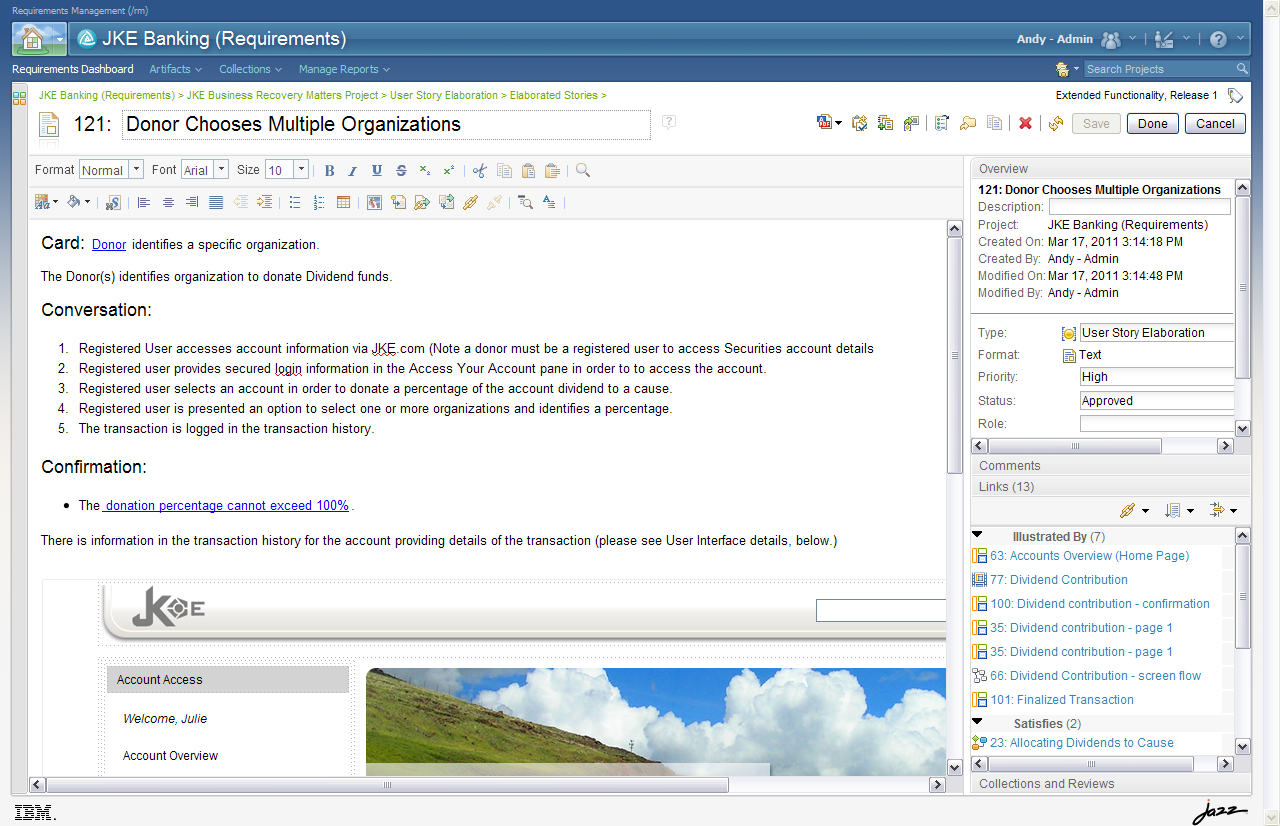 Requirements Management (/rm)
JKE Banking (Requirements)
Andy - Admin
Requirements Dashboard Artifacts Collections Manage Reports
Search Projects
JKE Banking (Requirements) > JKE Business Recovery Matters Project > User Story Elaboration > Elaborated Stories >
Extended Functionality, Release 1
121: Donor Chooses Multiple Organizations
Save Done Cancel
Format Normal Font Arial Size 10
Card: Donor identifies a specific organization.
The Donor(s) identifies organization to donate Dividend funds.
Conversation:
1. Registered User accesses account information via JKE.com (Note a donor must be a registered user to access Securities account details
2. Registered user provides secured login information in the Access Your Account pane in order to to access the account.
3. Registered user selects an account in order to donate a percentage of the account dividend to a cause.
4. Registered user is presented an option to select one or more organizations and identifies a percentage.
5. The transaction is logged in the transaction history.
Confirmation:
• The donation percentage cannot exceed 100% .
There is information in the transaction history for the account providing details of the transaction (please see User Interface details, below.)
JKE
Account Access
Welcome, Julie
Account Overview
Overview
121: Donor Chooses Multiple Organizations
Description:
Project: JKE Banking (Requirements)
Created On: Mar 17, 2011 3:14:18 PM
Created By: Andy - Admin
Modified On: Mar 17, 2011 3:14:48 PM
Modified By: Andy - Admin
Type: User Story Elaboration
Format: Text
Priority: High
Status: Approved
Role:
Comments
Links (13)
Illustrated By (7)
63: Accounts Overview (Home Page)
77: Dividend Contribution
100: Dividend contribution - confirmation
35: Dividend contribution - page 1
35: Dividend contribution - page 1
66: Dividend Contribution - screen flow
101: Finalized Transaction
Satisfies (2)
23: Allocating Dividends to Cause
Collections and Reviews
IBM.
jazz